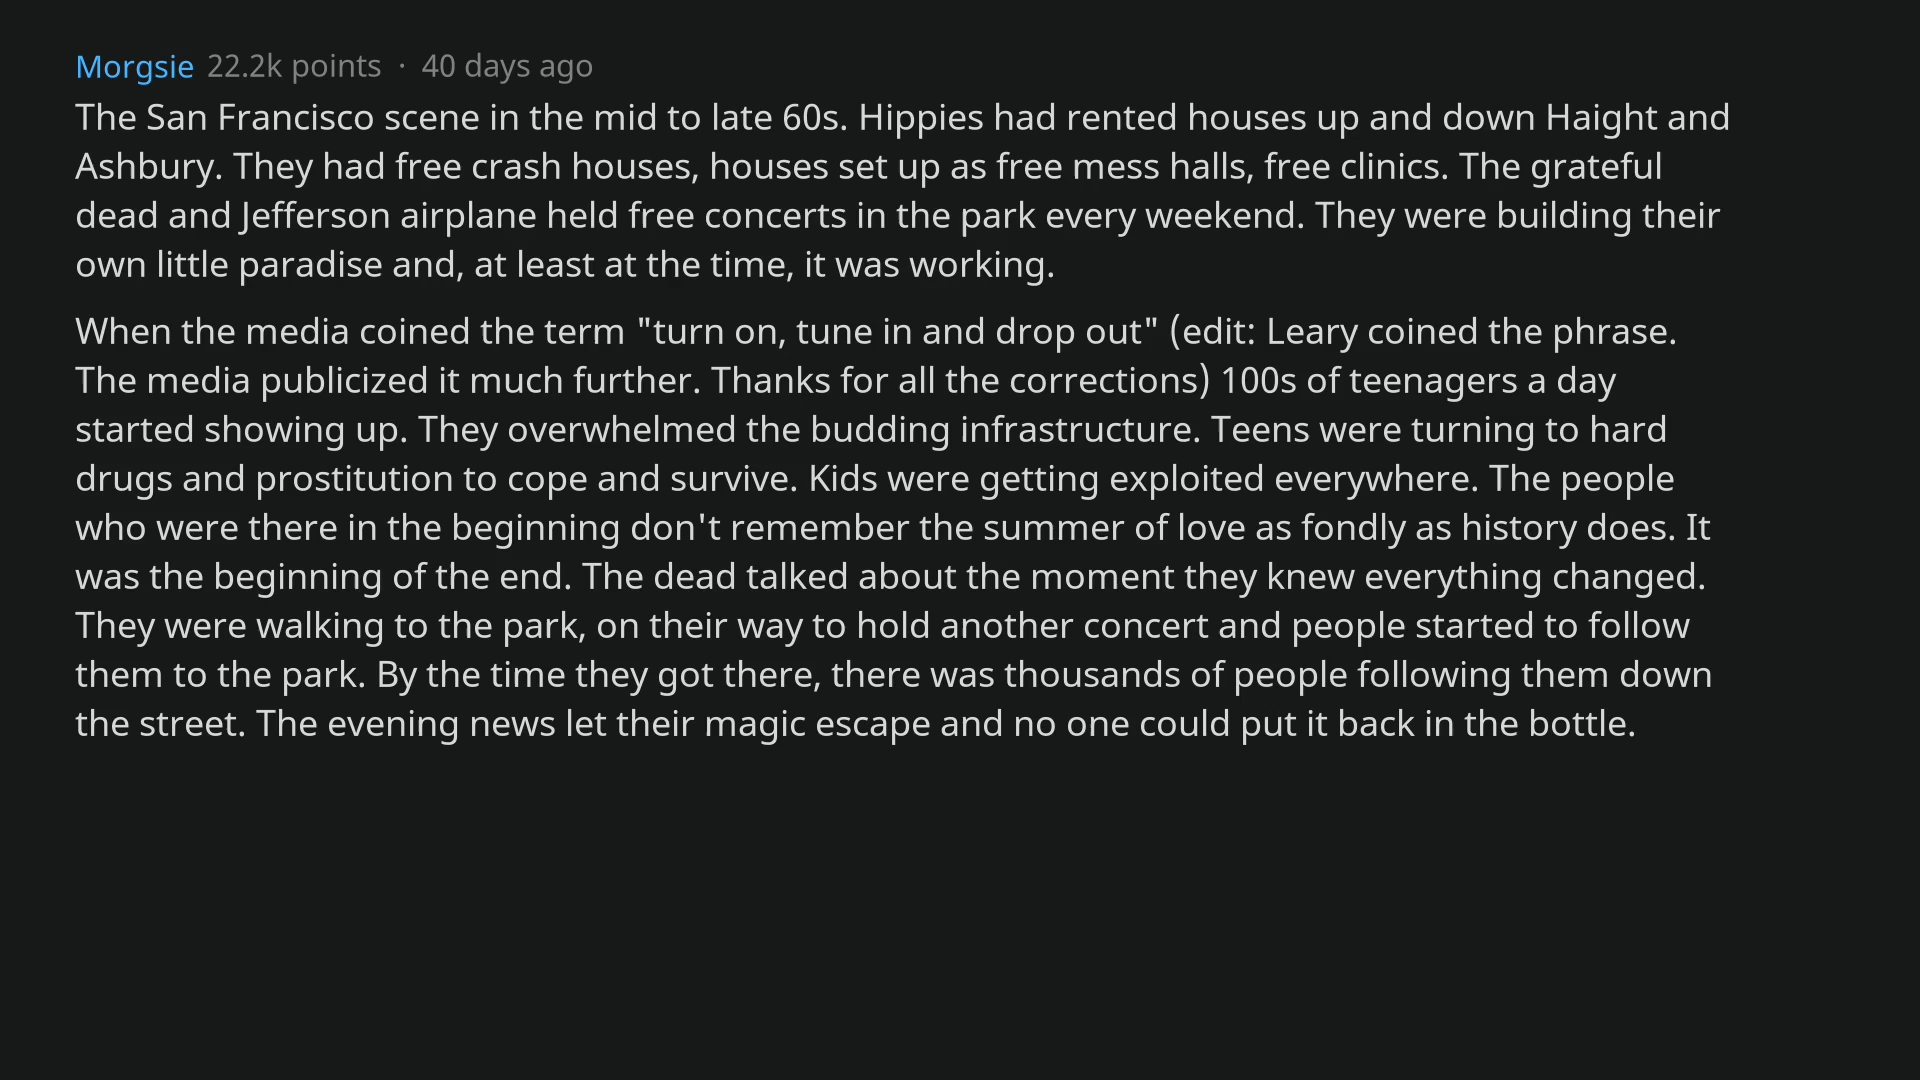 Morgsie 22.2k points · 40 days ago
The San Francisco scene in the mid to late 60s. Hippies had rented houses up and down Haight and
Ashbury. They had free crash houses, houses set up as free mess halls, free clinics. The grateful
dead and Jefferson airplane held free concerts in the park every weekend. They were building their
own little paradise and, at least at the time, it was working.
When the media coined the term "turn on, tune in and drop out" (edit: Leary coined the phrase.
The media publicized it much further. Thanks for all the corrections) 100s of teenagers a day
started showing up. They overwhelmed the budding infrastructure. Teens were turning to hard
drugs and prostitution to cope and survive. Kids were getting exploited everywhere. The people
who were there in the beginning don't remember the summer of love as fondly as history does. It
was the beginning of the end. The dead talked about the moment they knew everything changed.
They were walking to the park, on their way to hold another concert and people started to follow
them to the park. By the time they got there, there was thousands of people following them down
the street. The evening news let their magic escape and no one could put it back in the bottle.